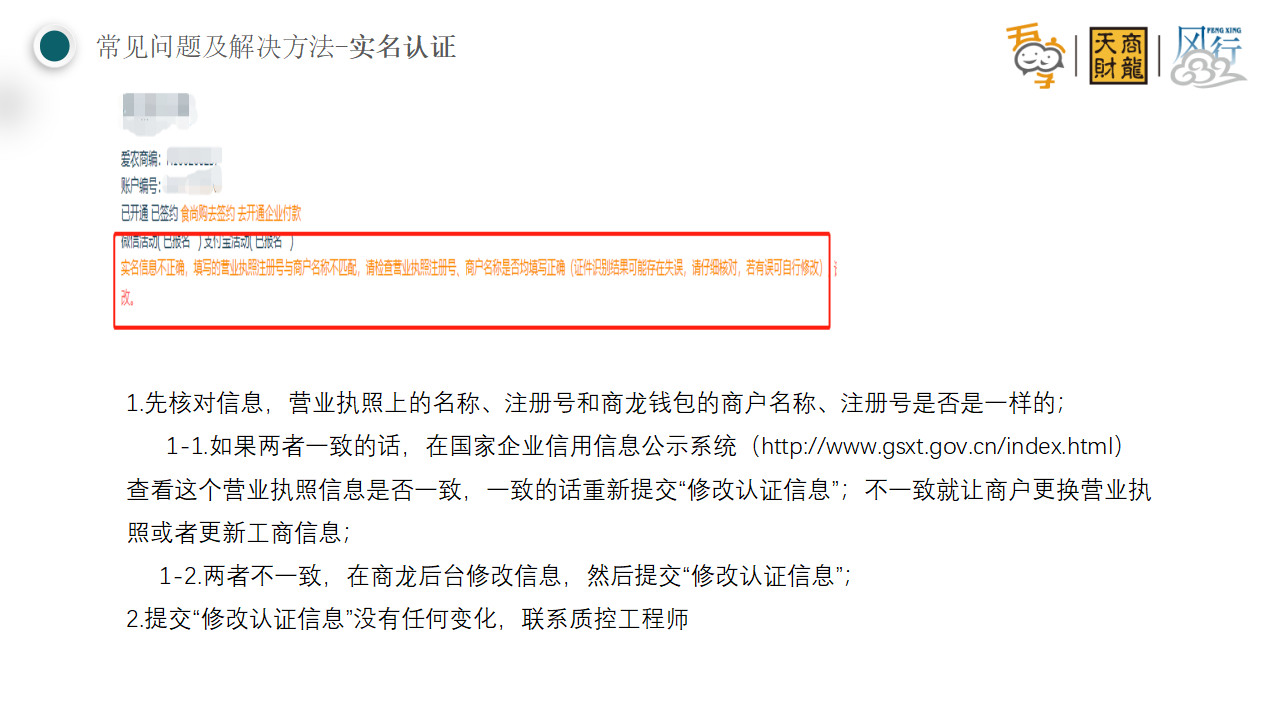 常见问题及解决方法-实名认证
吾享
天商
財龍
风行
FENG XING
爱农商编：
账户编号：
已开通 已签约 食尚购去签约 去开通企业付款
微信活动( 已报名 ) 支付宝活动( 已报名 )
实名信息不正确，填写的营业执照注册号与商户名称不匹配，请检查营业执照注册号、商户名称是否均填写正确（证件识别结果可能存在失误，请仔细核对，若有误可自行修改）
改。
1.先核对信息，营业执照上的名称、注册号和商龙钱包的商户名称、注册号是否是一样的；
1-1.如果两者一致的话，在国家企业信用信息公示系统（http://www.gsxt.gov.cn/index.html）
查看这个营业执照信息是否一致，一致的话重新提交“修改认证信息”；不一致就让商户更换营业执
照或者更新工商信息；
1-2.两者不一致，在商龙后台修改信息，然后提交“修改认证信息”；
2.提交“修改认证信息”没有任何变化，联系质控工程师